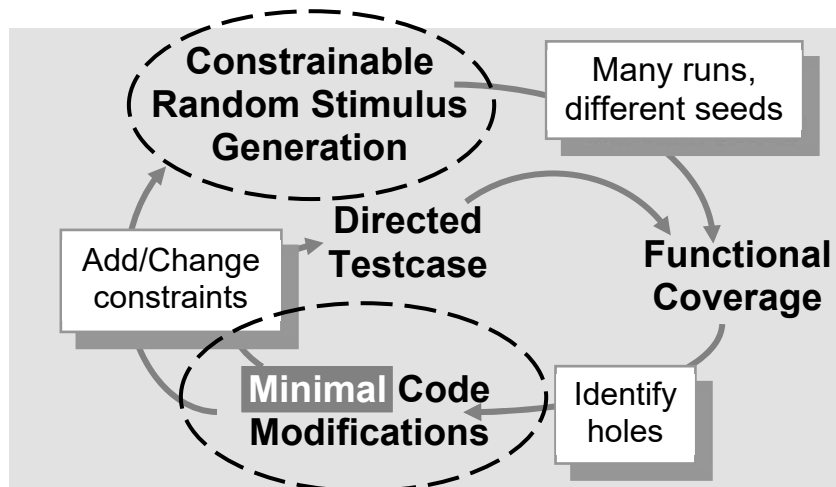 Constrainable
Random Stimulus
Generation
Many runs,
different seeds
Directed
Testcase
Add/Change
constraints
Functional
Coverage
Minimal Code
Modifications
Identify
holes